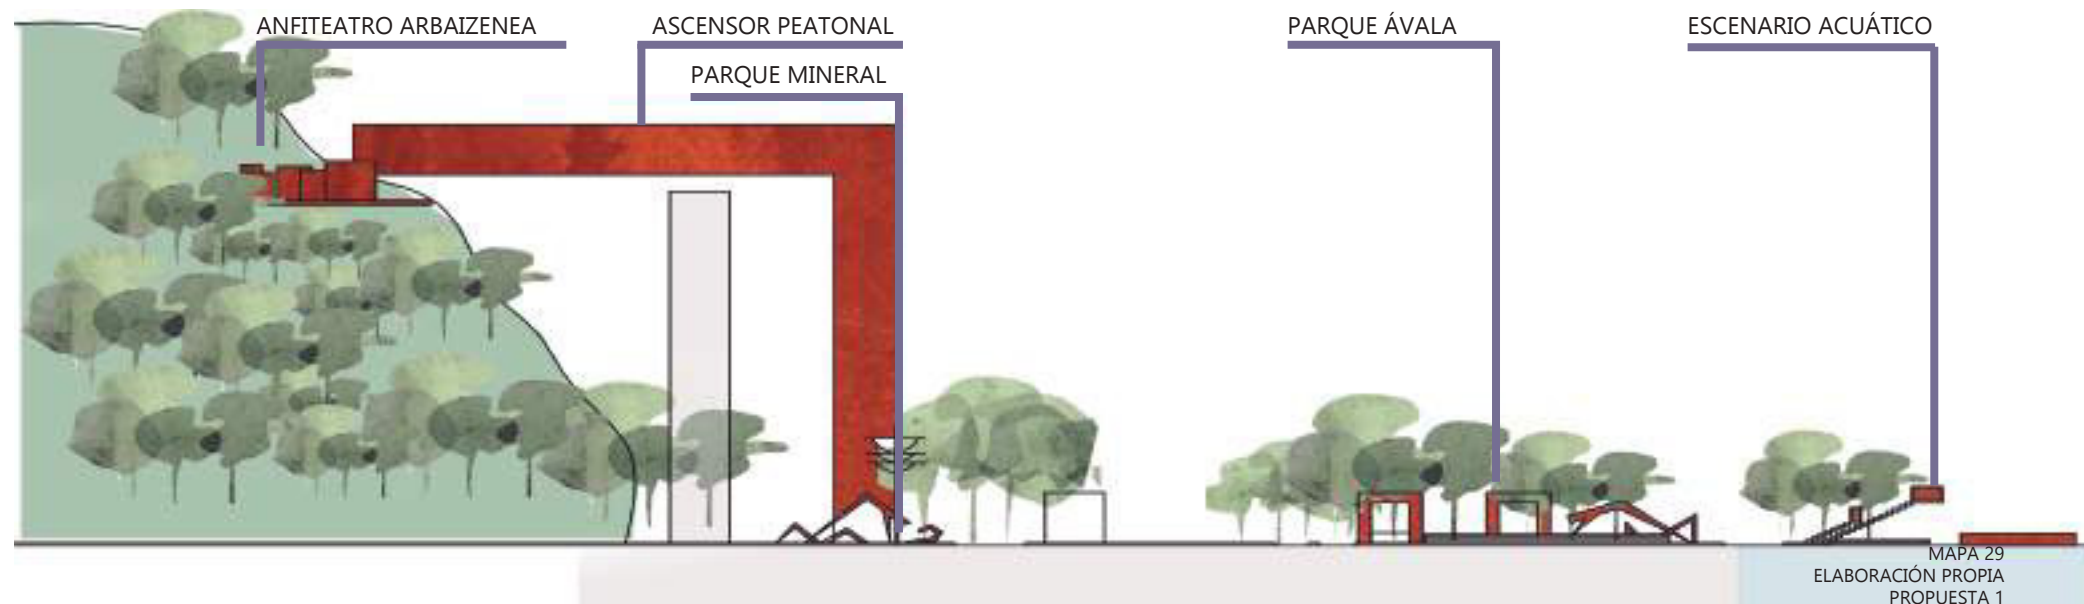 ANFITEATRO ARBAIZENEA
ASCENSOR PEATONAL
PARQUE MINERAL
PARQUE ÁVALA
ESCENARIO ACUÁTICO
MAPA 29
ELABORACIÓN PROPIA
PROPUESTA 1